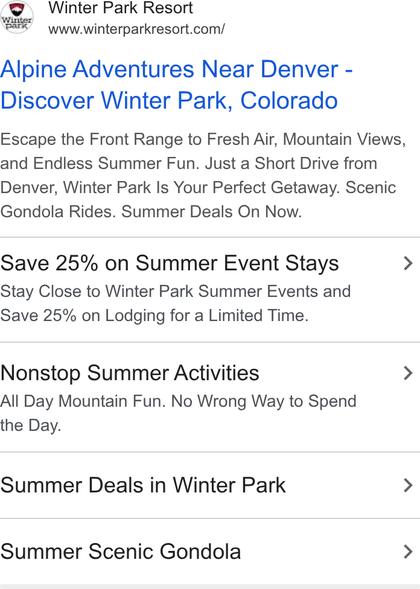 Winter Park Resort
Winter park
www.winterparkresort.com/
Alpine Adventures Near Denver -
Discover Winter Park, Colorado
Escape the Front Range to Fresh Air, Mountain Views,
and Endless Summer Fun. Just a Short Drive from
Denver, Winter Park Is Your Perfect Getaway. Scenic
Gondola Rides. Summer Deals On Now.
Save 25% on Summer Event Stays
Stay Close to Winter Park Summer Events and
Save 25% on Lodging for a Limited Time.
Nonstop Summer Activities
All Day Mountain Fun. No Wrong Way to Spend
the Day.
Summer Deals in Winter Park
Summer Scenic Gondola